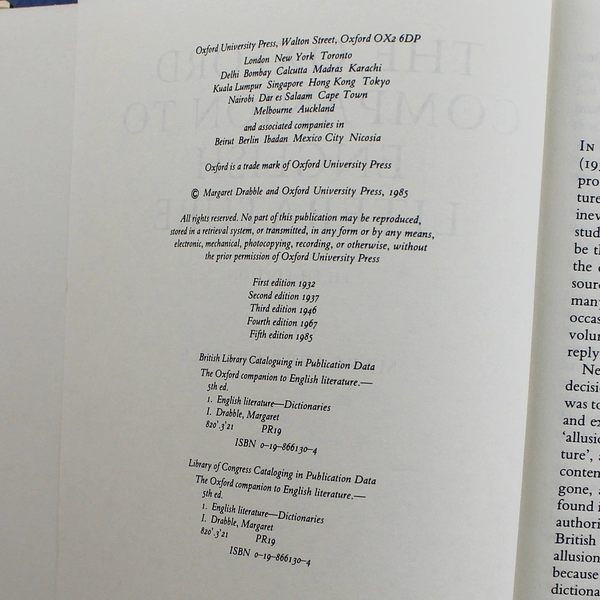 Oxford University Press, Walton Street, Oxford OX2 6DP
London New York Toronto
Delhi Bombay Calcutta Madras Karachi
Kuala Lumpur Singapore Hong Kong Tokyo
Nairobi Dar es Salaam Cape Town
Melbourne Auckland
and associated companies in
Beirut Berlin Ibadan Mexico City Nicosia
Oxford is a trade mark of Oxford University Press
© Margaret Drabble and Oxford University Press, 1985
All rights reserved. No part of this publication may be reproduced,
stored in a retrieval system, or transmitted, in any form or by any means,
electronic, mechanical, photocopying, recording, or otherwise, without
the prior permission of Oxford University Press
First edition 1932
Second edition 1937
Third edition 1946
Fourth edition 1967
Fifth edition 1985
British Library Cataloguing in Publication Data
The Oxford companion to English literature.—
5th ed.
1. English literature—Dictionaries
I. Drabble, Margaret
820'.3'21 PR19
ISBN 0-19-866130-4
Library of Congress Cataloging in Publication Data
The Oxford companion to English literature.—
5th ed.
1. English literature—Dictionaries
I. Drabble, Margaret
820'.3'21 PR19
ISBN 0-19-866130-4
IN
(19
pro
ture
inev
stud
be t
the
sour
man
occas
volu
reply
Ne
decisi
was to
and e
'allusi
ture',
conten
gone,
found i
authori
British
allusion
because
dictiona